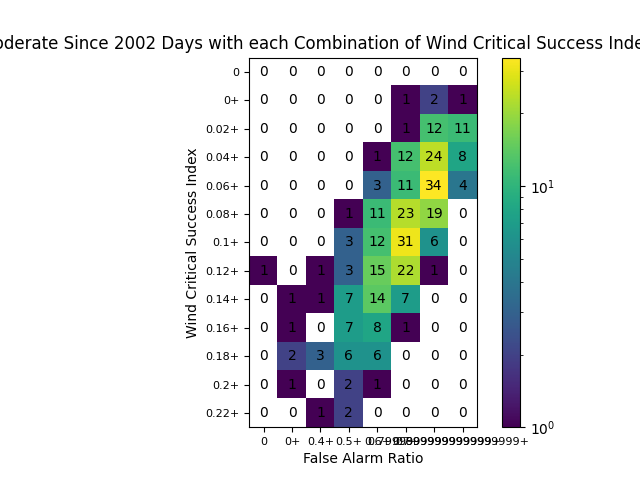 oderate Since 2002 Days with each Combination of Wind Critical Success Inde
Wind Critical Success Index
0 0 0 0 0 0 0 0 0
0+ 0 0 0 0 0 1 2 1
0.02+ 0 0 0 0 0 1 12 11
0.04+ 0 0 0 0 1 12 24 8
0.06+ 0 0 0 0 3 11 34 4
0.08+ 0 0 0 1 11 23 19 0
0.1+ 0 0 0 3 12 31 6 0
0.12+ 1 0 1 3 15 22 1 0
0.14+ 0 1 1 7 14 7 0 0
0.16+ 0 1 0 7 8 1 0 0
0.18+ 0 2 3 6 6 0 0 0
0.2+ 0 1 0 2 1 0 0 0
0.22+ 0 0 1 2 0 0 0 0
0 0+ 0.4+ 0.5+
False Alarm Ratio
10¹
10⁰